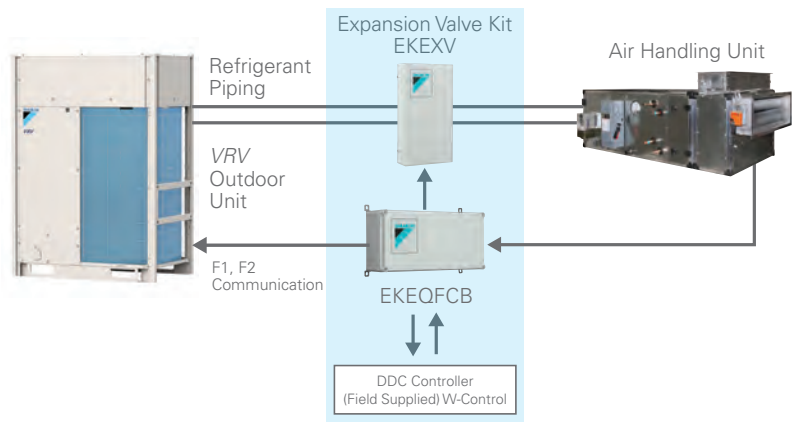 Expansion Valve Kit
EKEXV
Air Handling Unit
Refrigerant
Piping
VRV
Outdoor
Unit
VRV
F1, F2
Communication
EKEQFCB
DDC Controller
(Field Supplied) W-Control